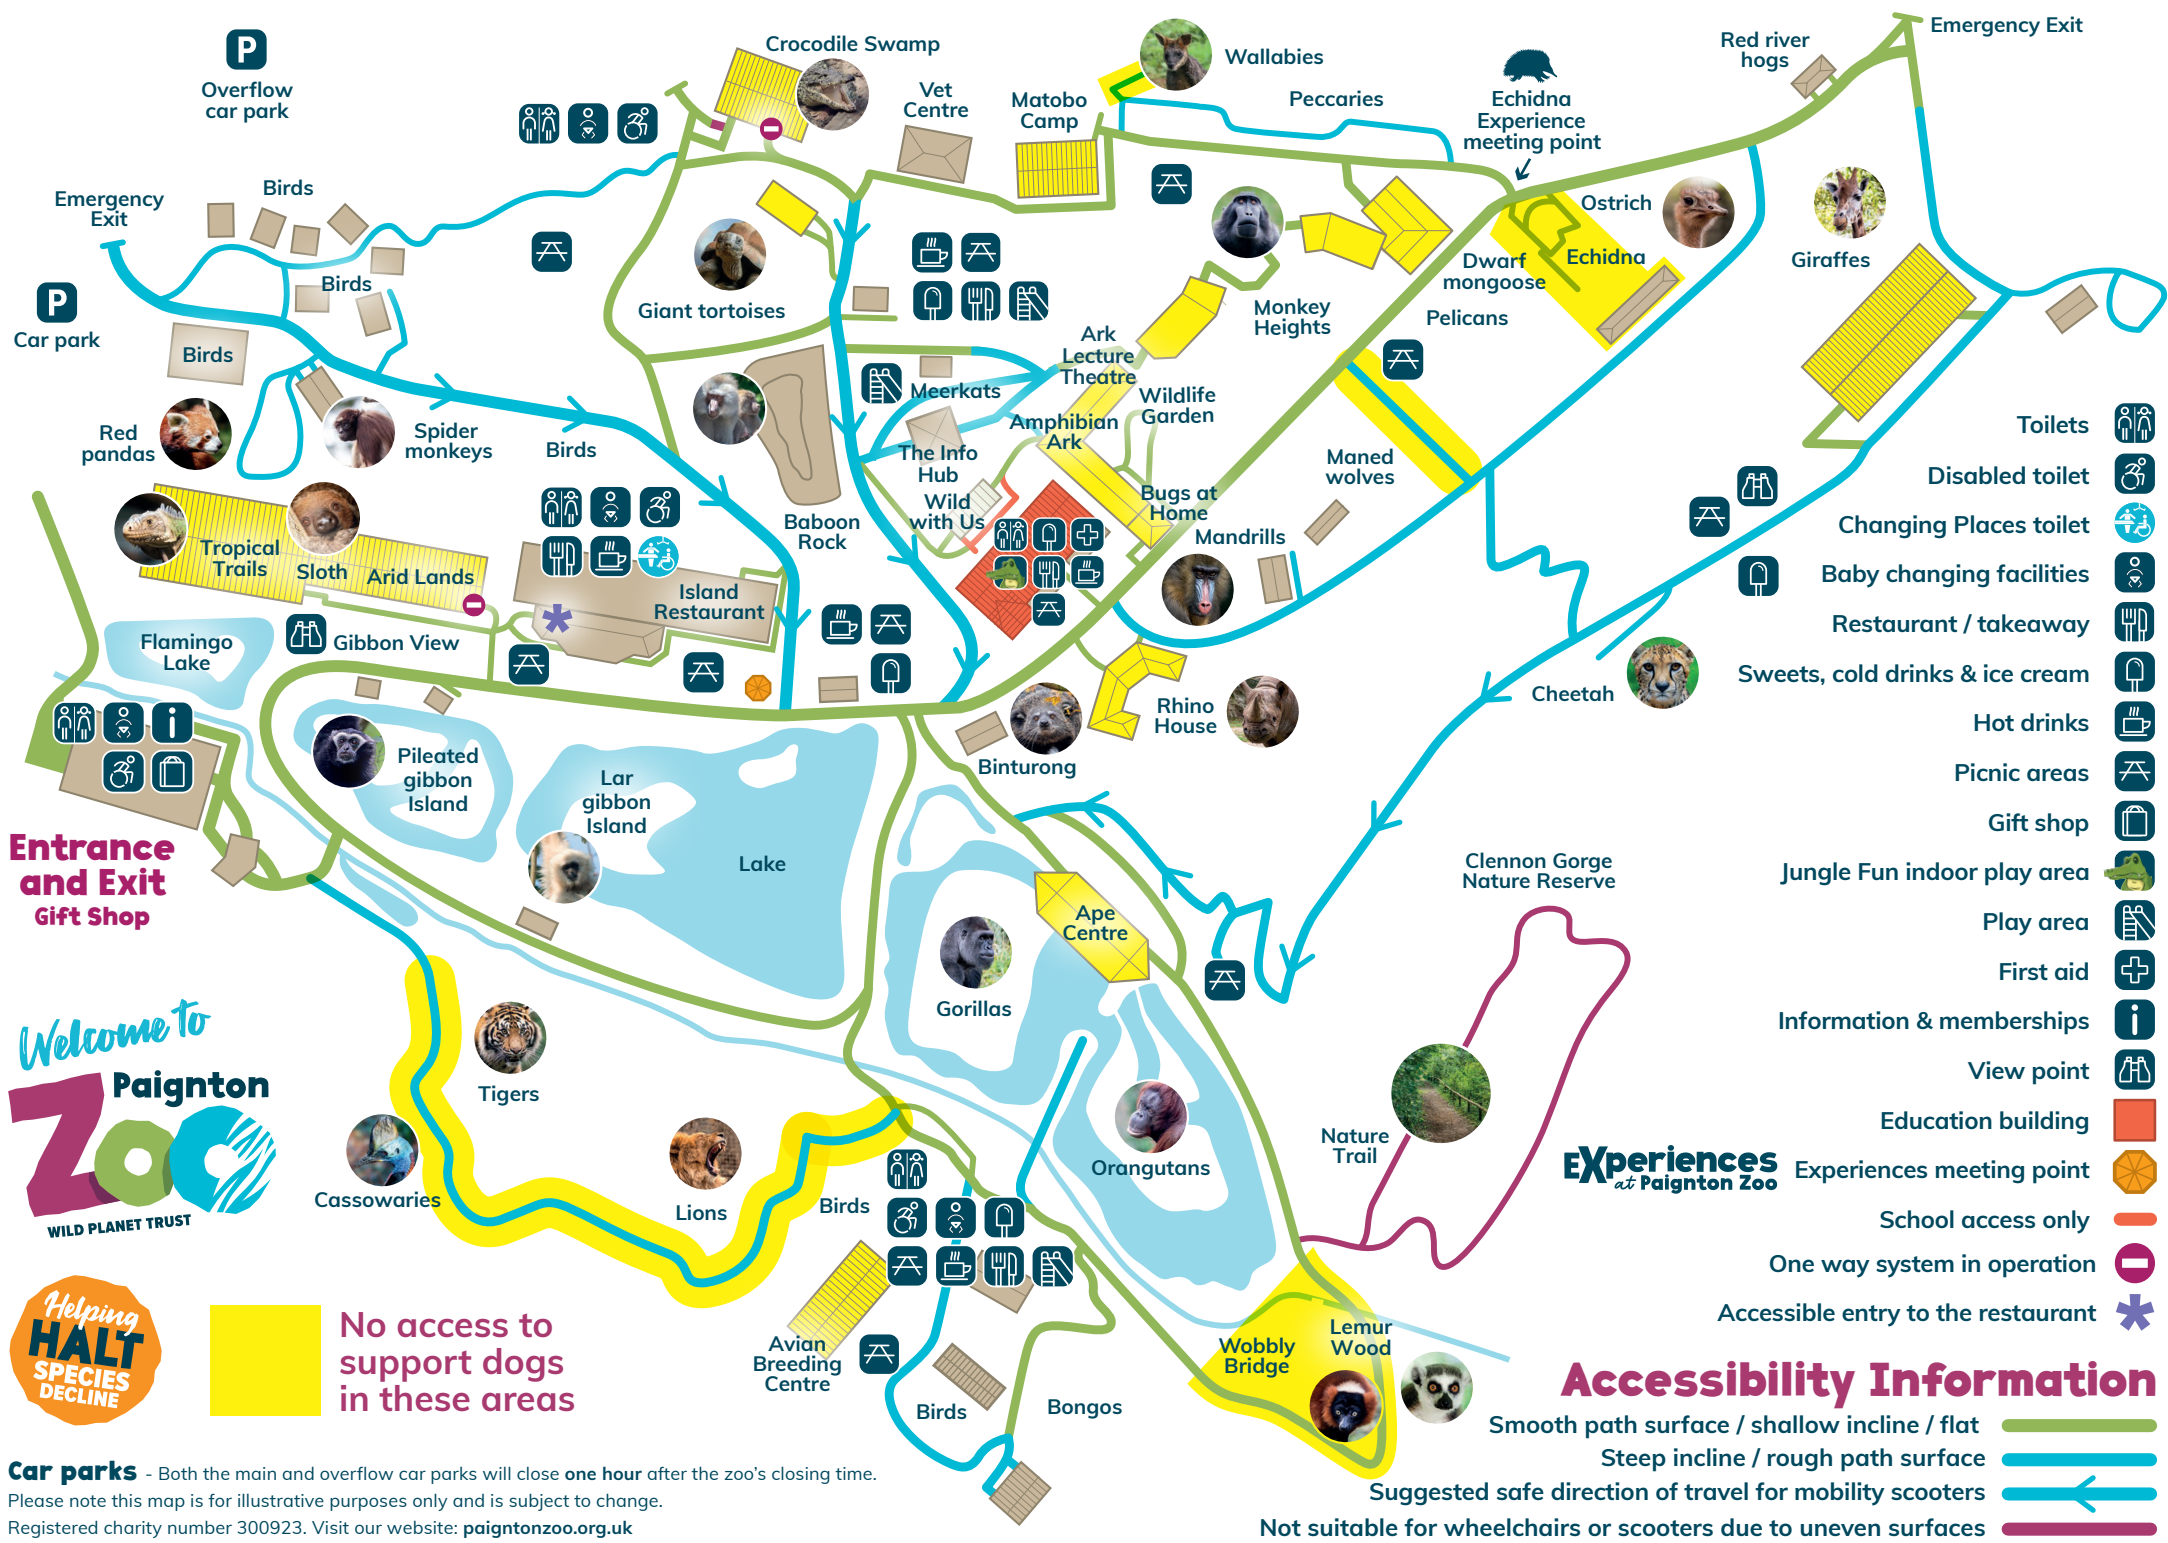 P
Overflow
car park
Crocodile Swamp
Vet
Centre
Matobo
Camp
Wallabies
Peccaries
Echidna
Experience
meeting point
Red river
hogs
Emergency Exit
Emergency
Exit
Birds
Birds
P
Car park
Birds
Giant tortoises
Ostrich
Echidna
Dwarf
mongoose
Giraffes
Monkey
Heights
Pelicans
Ark
Lecture
Theatre
Meerkats
Wildlife
Garden
Amphibian
Ark
Red
pandas
Spider
monkeys
Birds
The Info
Hub
Wild
with Us
Bugs at
Home
Maned
wolves
Mandrills
Baboon
Rock
Tropical
Trails
Sloth
Arid Lands
Island
Restaurant
Flamingo
Lake
Gibbon View
Cheetah
Rhino
House
Binturong
Pileated
gibbon
Island
Lar
gibbon
Island
Lake
Entrance
and Exit
Gift Shop
Ape
Centre
Gorillas
Clennon Gorge
Nature Reserve
Nature
Trail
Tigers
Cassowaries
Lions
Birds
Orangutans
Avian
Breeding
Centre
Birds
Bongos
Wobbly
Bridge
Lemur
Wood
Toilets
Disabled toilet
Changing Places toilet
Baby changing facilities
Restaurant / takeaway
Sweets, cold drinks & ice cream
Hot drinks
Picnic areas
Gift shop
Jungle Fun indoor play area
Play area
First aid
Information & memberships
View point
Education building
Experiences
at Paignton Zoo
Experiences meeting point
School access only
One way system in operation
Accessible entry to the restaurant
Accessibility Information
Smooth path surface / shallow incline / flat
Steep incline / rough path surface
Suggested safe direction of travel for mobility scooters
Not suitable for wheelchairs or scooters due to uneven surfaces
Welcome to
Paignton
ZOO
WILD PLANET TRUST
Helping
HALT
SPECIES
DECLINE
No access to
support dogs
in these areas
Car parks - Both the main and overflow car parks will close one hour after the zoo's closing time.
Please note this map is for illustrative purposes only and is subject to change.
Registered charity number 300923. Visit our website: paigntonzoo.org.uk